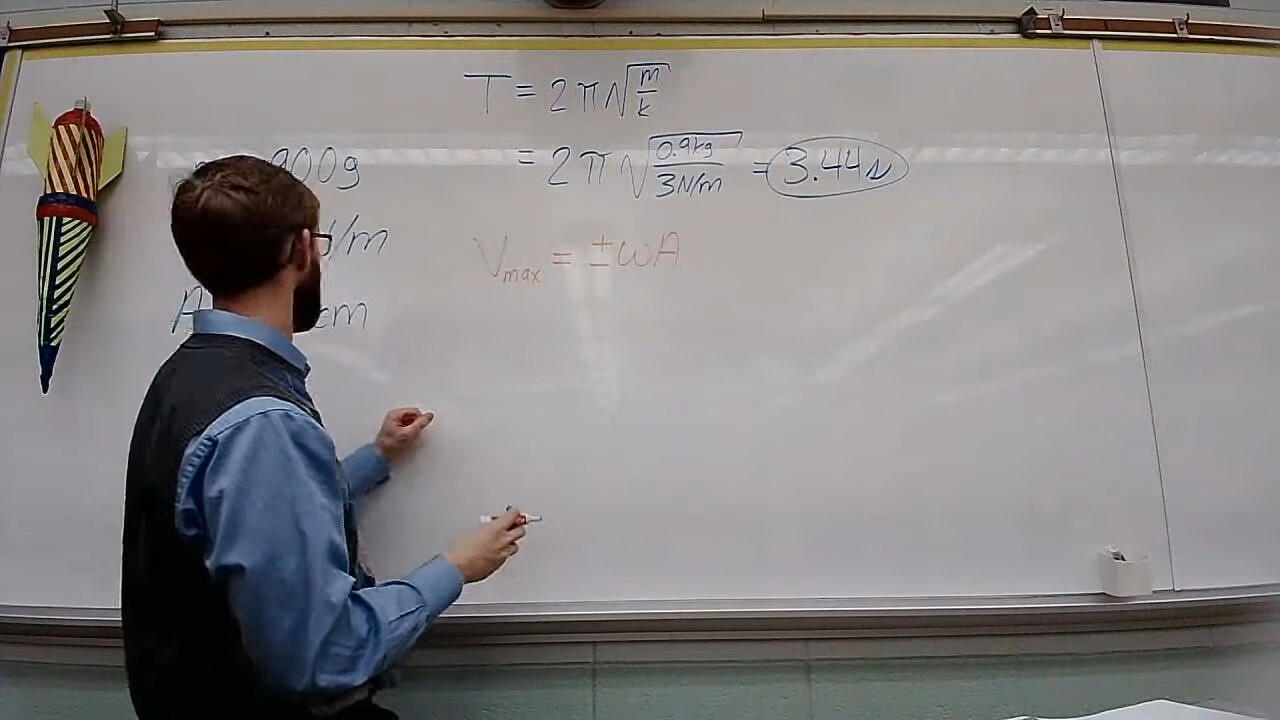 T = 2π√(m/k)
= 2π√(0.9kg/3N/m) = 3.44s
900g
/m
Vmax = ±ωA
A cm